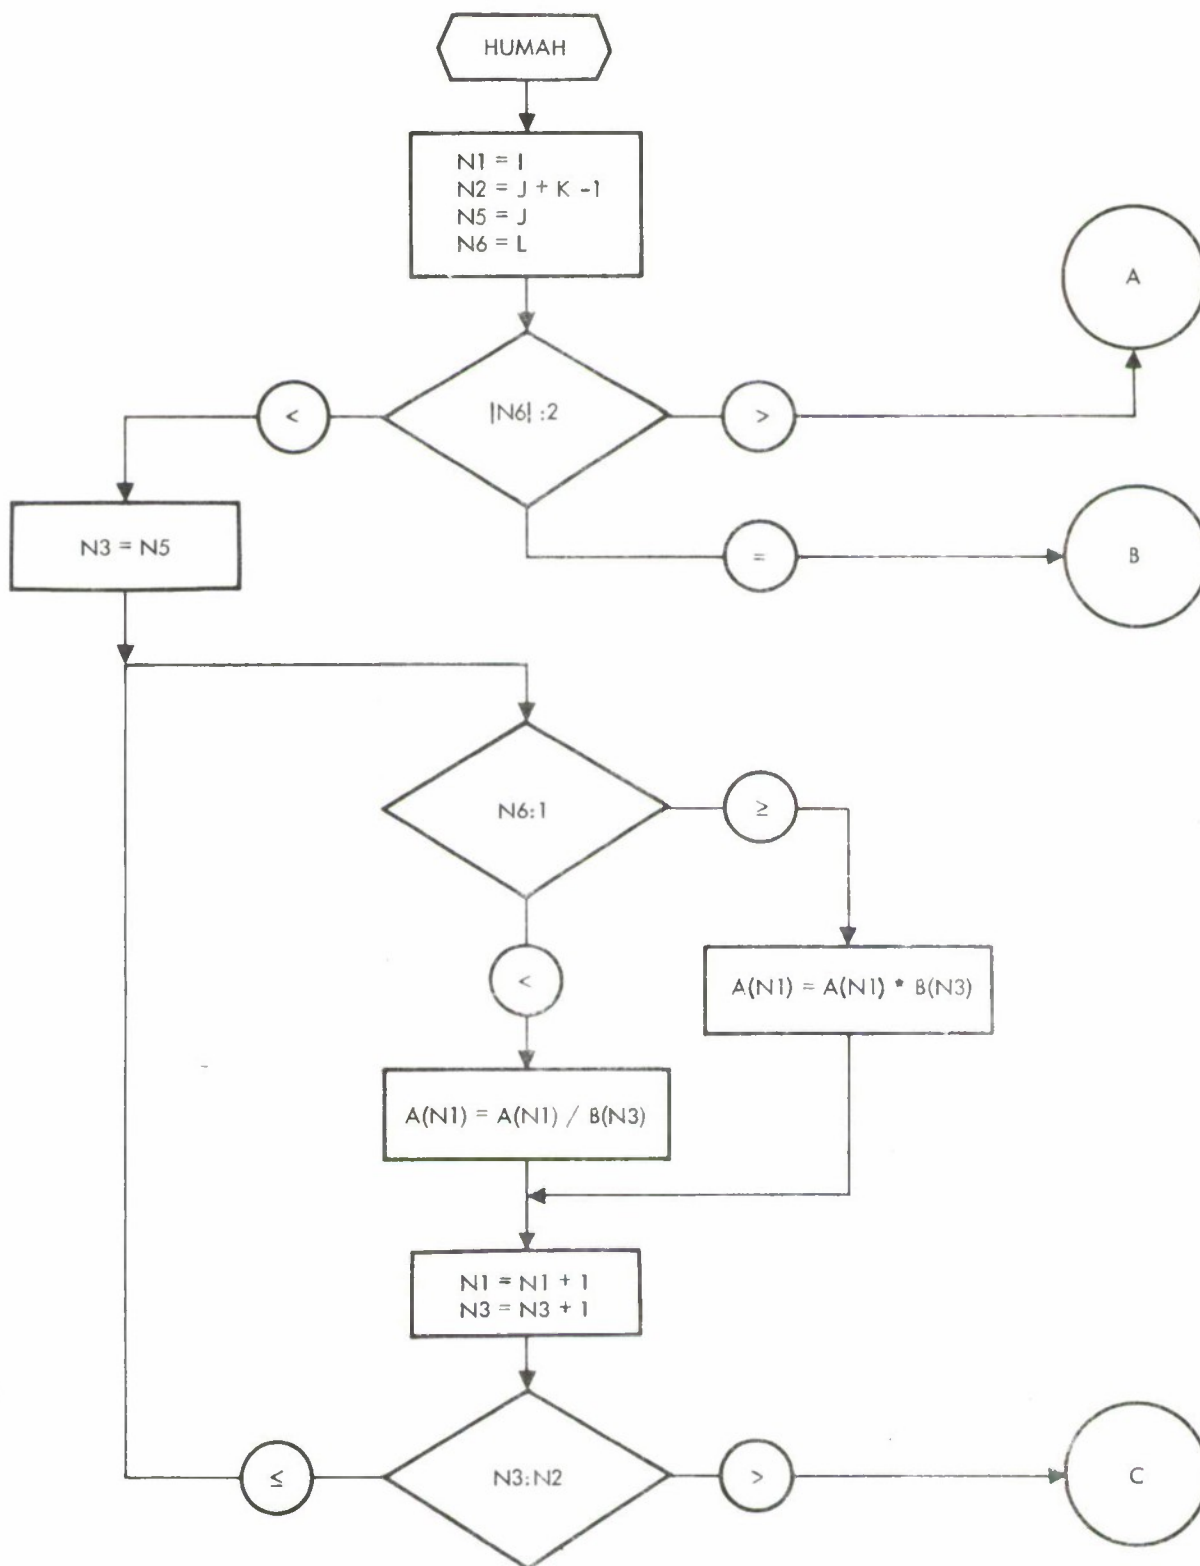 HUMAH
N1 = I
N2 = J + K -1
N5 = J
N6 = L
A
<
|N6| :2
>
N3 = N5
=
B
N6:1
≥
<
A(N1) = A(N1) * B(N3)
A(N1) = A(N1) / B(N3)
N1 = N1 + 1
N3 = N3 + 1
≤
N3:N2
>
C